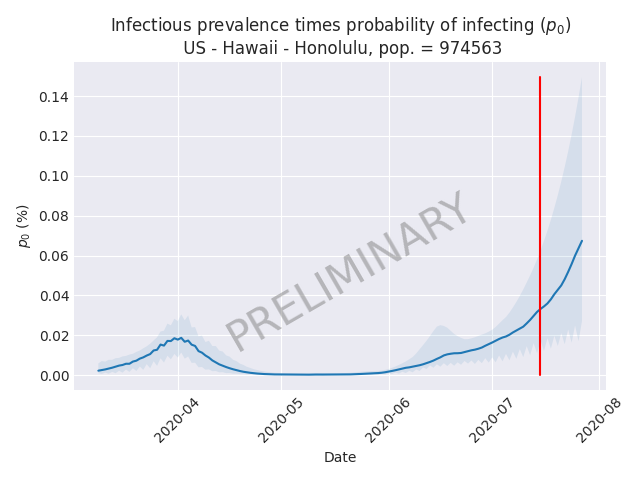 Infectious prevalence times probability of infecting (p₀)
US - Hawaii - Honolulu, pop. = 974563
p₀ (%)
0.14
0.12
0.10
0.08
0.06
0.04
0.02
0.00
PRELIMINARY
2020-04
2020-05
2020-06
2020-07
2020-08
Date